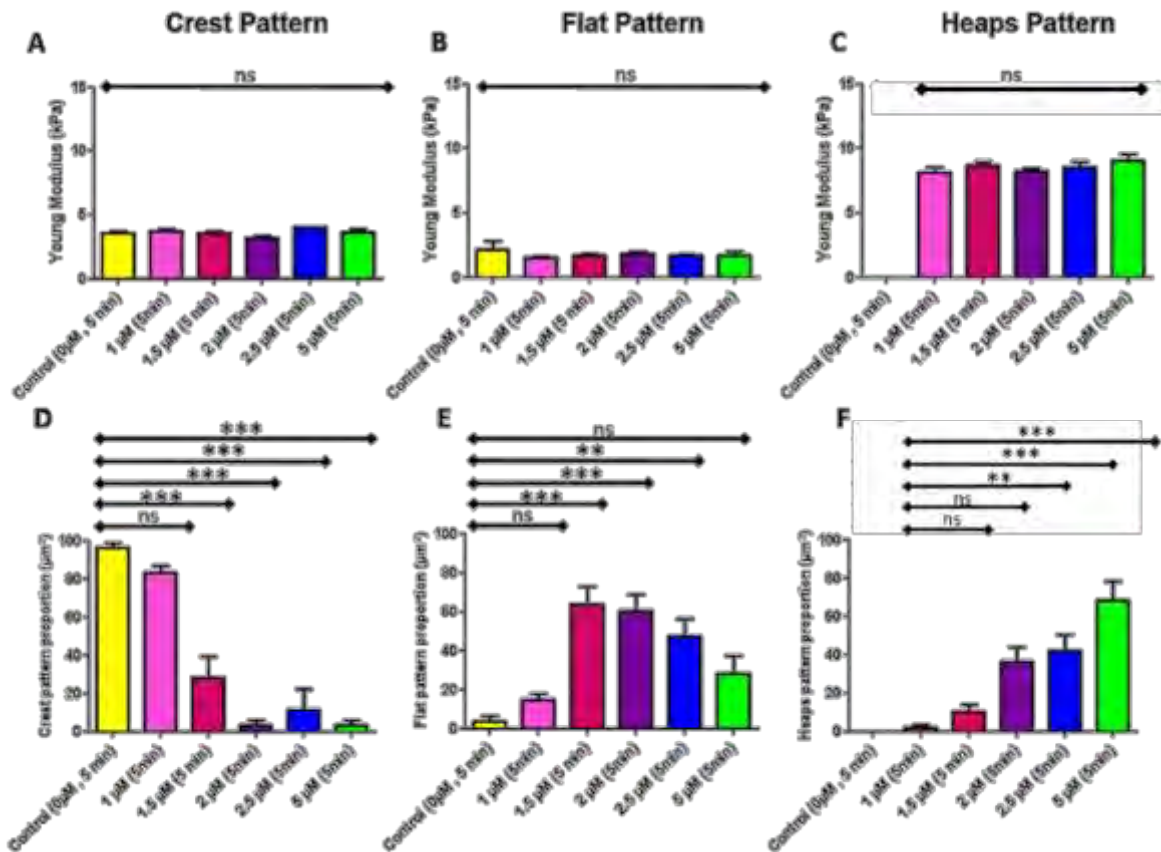 Crest Pattern
Flat Pattern
Heaps Pattern
A
ns
15
10
5
0
Young Modulus (kPa)
Control (0µM , 5 min)
1 µM (5min)
1.5 µM (5 min)
2 µM (5min)
2.5 µM (5min)
5 µM (5min)
B
ns
15
10
5
0
Young Modulus (kPa)
Control (0µM , 5 min)
1 µM (5min)
1.5 µM (5 min)
2 µM (5min)
2.5 µM (5min)
5 µM (5min)
C
ns
15
10
5
0
Young Modulus (kPa)
Control (0µM , 5 min)
1 µM (5min)
1.5 µM (5 min)
2 µM (5min)
2.5 µM (5min)
5 µM (5min)
D
***
***
***
***
ns
100
80
60
40
20
0
Crest pattern proportion (µm²)
Control (0µM , 5 min)
1 µM (5min)
1.5 µM (5 min)
2 µM (5min)
2.5 µM (5min)
5 µM (5min)
E
ns
**
***
***
ns
100
80
60
40
20
0
Flat pattern proportion (µm²)
Control (0µM , 5 min)
1 µM (5min)
1.5 µM (5 min)
2 µM (5min)
2.5 µM (5min)
5 µM (5min)
F
***
***
**
ns
ns
100
80
60
40
20
0
Heaps pattern proportion (µm²)
Control (0µM , 5 min)
1 µM (5min)
1.5 µM (5 min)
2 µM (5min)
2.5 µM (5min)
5 µM (5min)